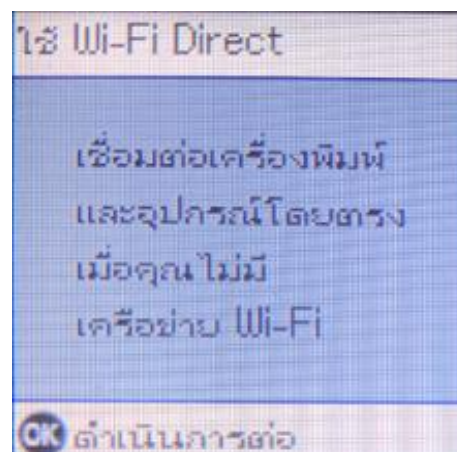 ใช้ Wi-Fi Direct
เชื่อมต่อเครื่องพิมพ์
และอุปกรณ์โดยตรง
เมื่อคุณไม่มี
เครือข่าย Wi-Fi
OK ดำเนินการต่อ